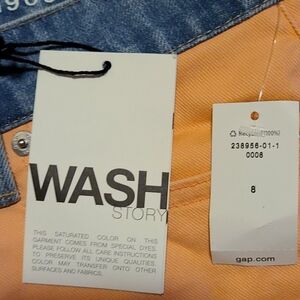 WASH
STORY
THIS SATURATED COLOR ON THIS
GARMENT COMES FROM SPECIAL DYES.
PLEASE FOLLOW ALL CARE INSTRUCTIONS
TO PRESERVE ITS UNIQUE QUALITIES.
COLOR MAY TRANSFER ONTO OTHER
SURFACES AND FABRICS.
238956-01-1
0008
8
gap.com